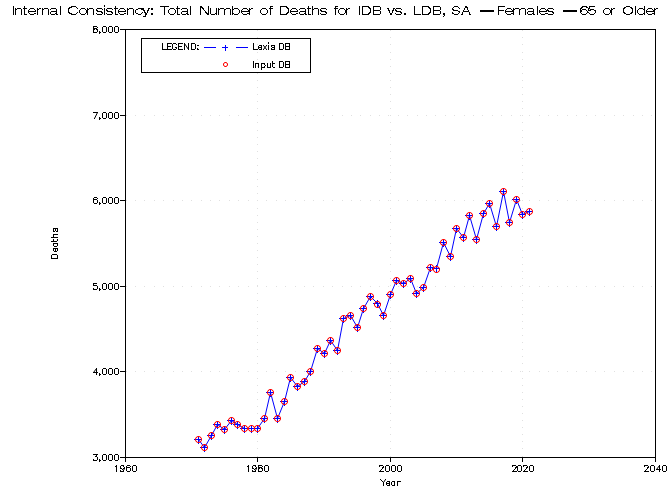 Internal Consistency: Total Number of Deaths for IDB vs. LDB, SA — Females — 65 or Older
LEGEND: Lexis DB
Input DB
8,000
7,000
6,000
5,000
4,000
3,000
Deaths
1960
1980
2000
2020
2040
Year